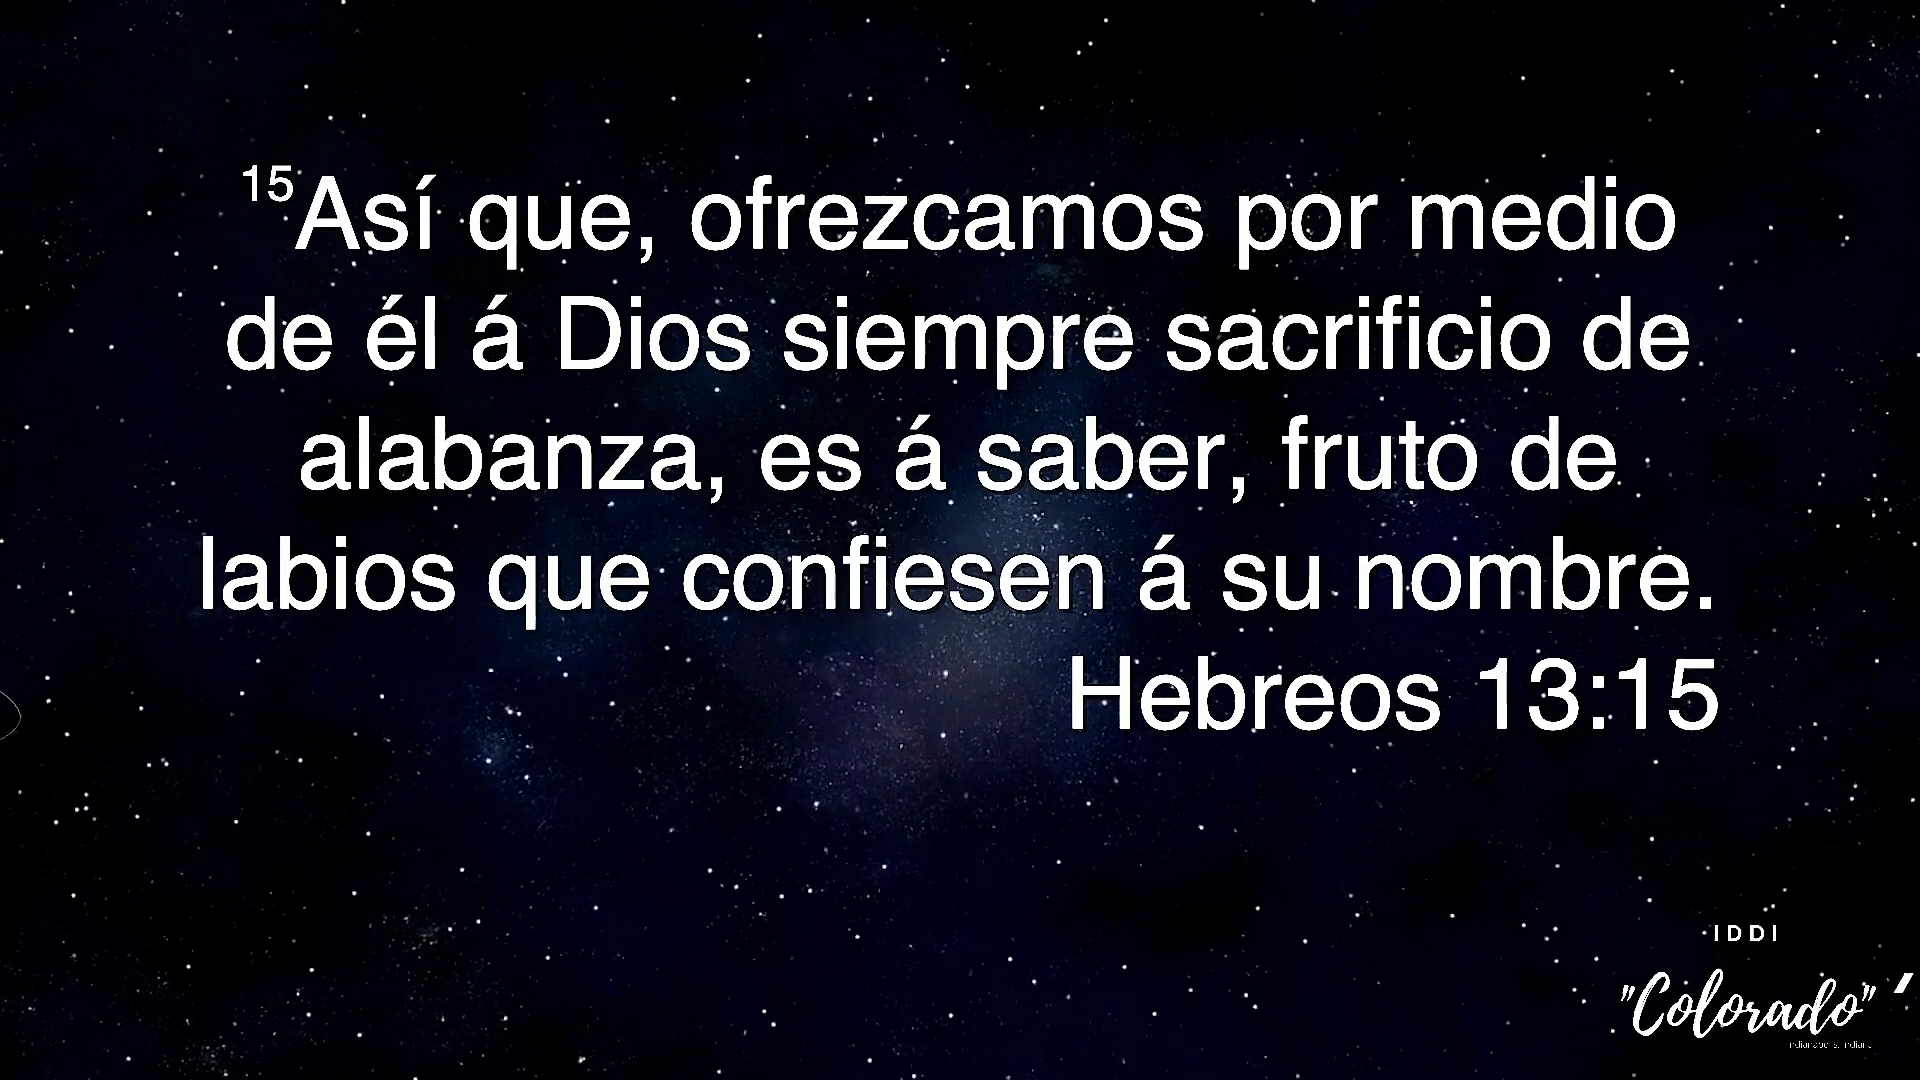 15Así que, ofrezcamos por medio
de él á Dios siempre sacrificio de
alabanza, es á saber, fruto de
labios que confiesen á su nombre.
Hebreos 13:15
IDDI
"Colorado"